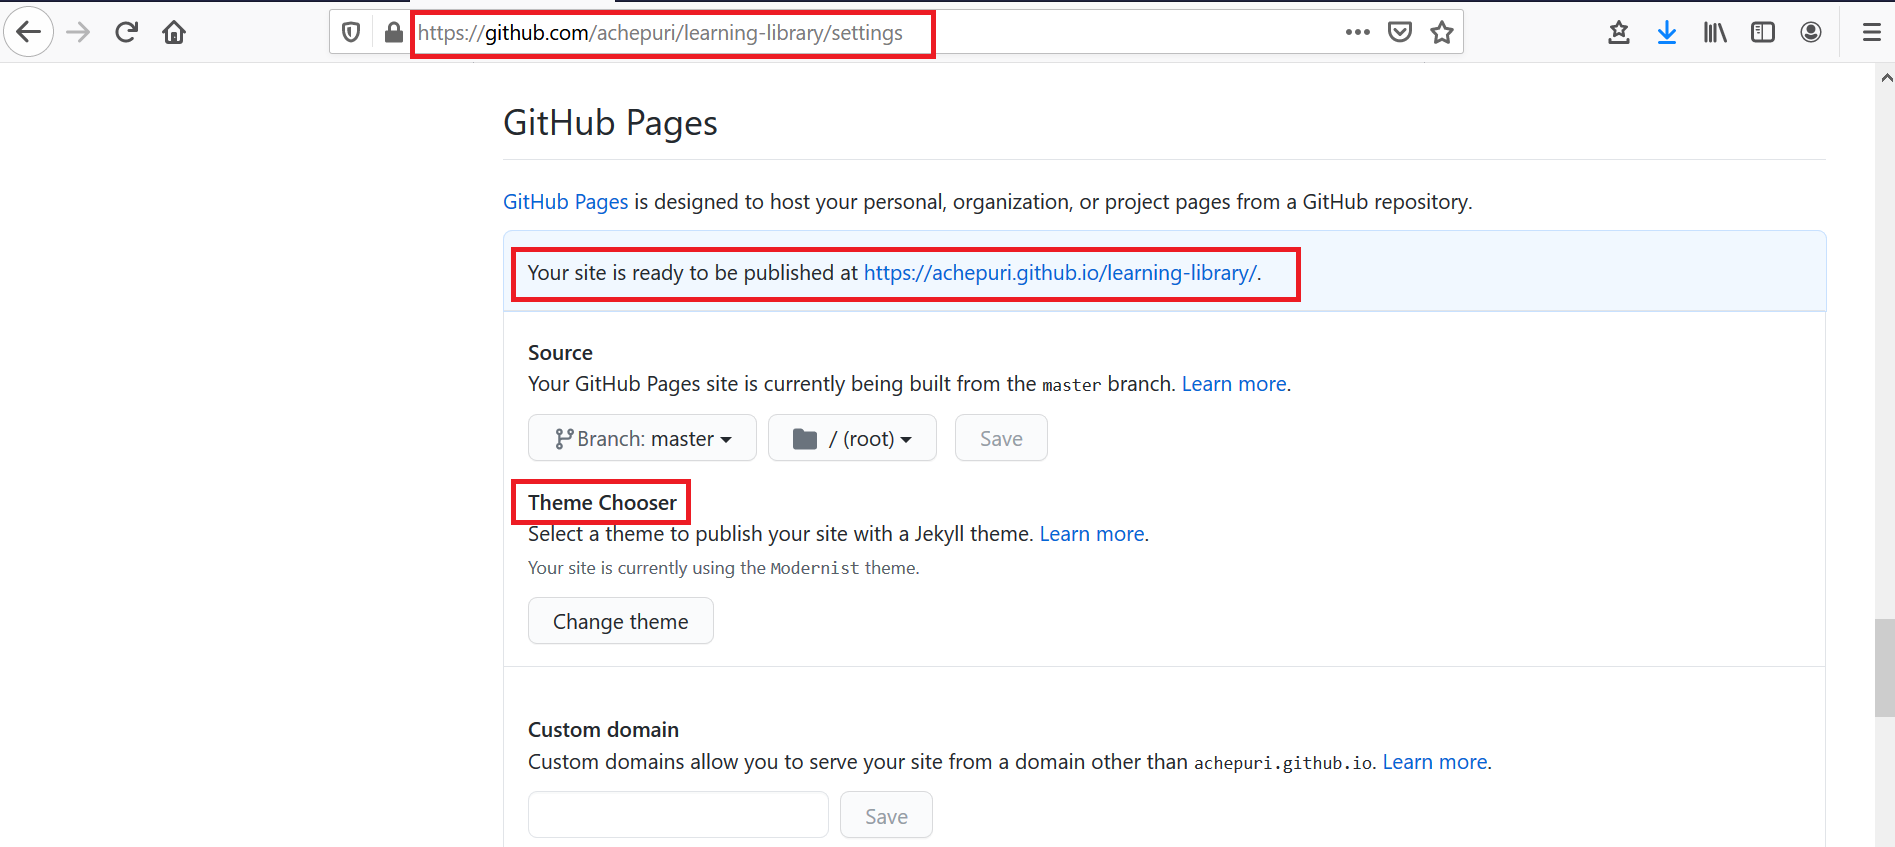 https://github.com/achepuri/learning-library/settings
GitHub Pages
GitHub Pages is designed to host your personal, organization, or project pages from a GitHub repository.
Your site is ready to be published at https://achepuri.github.io/learning-library/.
Source
Your GitHub Pages site is currently being built from the master branch. Learn more.
Branch: master / (root) Save
Theme Chooser
Select a theme to publish your site with a Jekyll theme. Learn more.
Your site is currently using the Modernist theme.
Change theme
Custom domain
Custom domains allow you to serve your site from a domain other than achepuri.github.io. Learn more.
Save